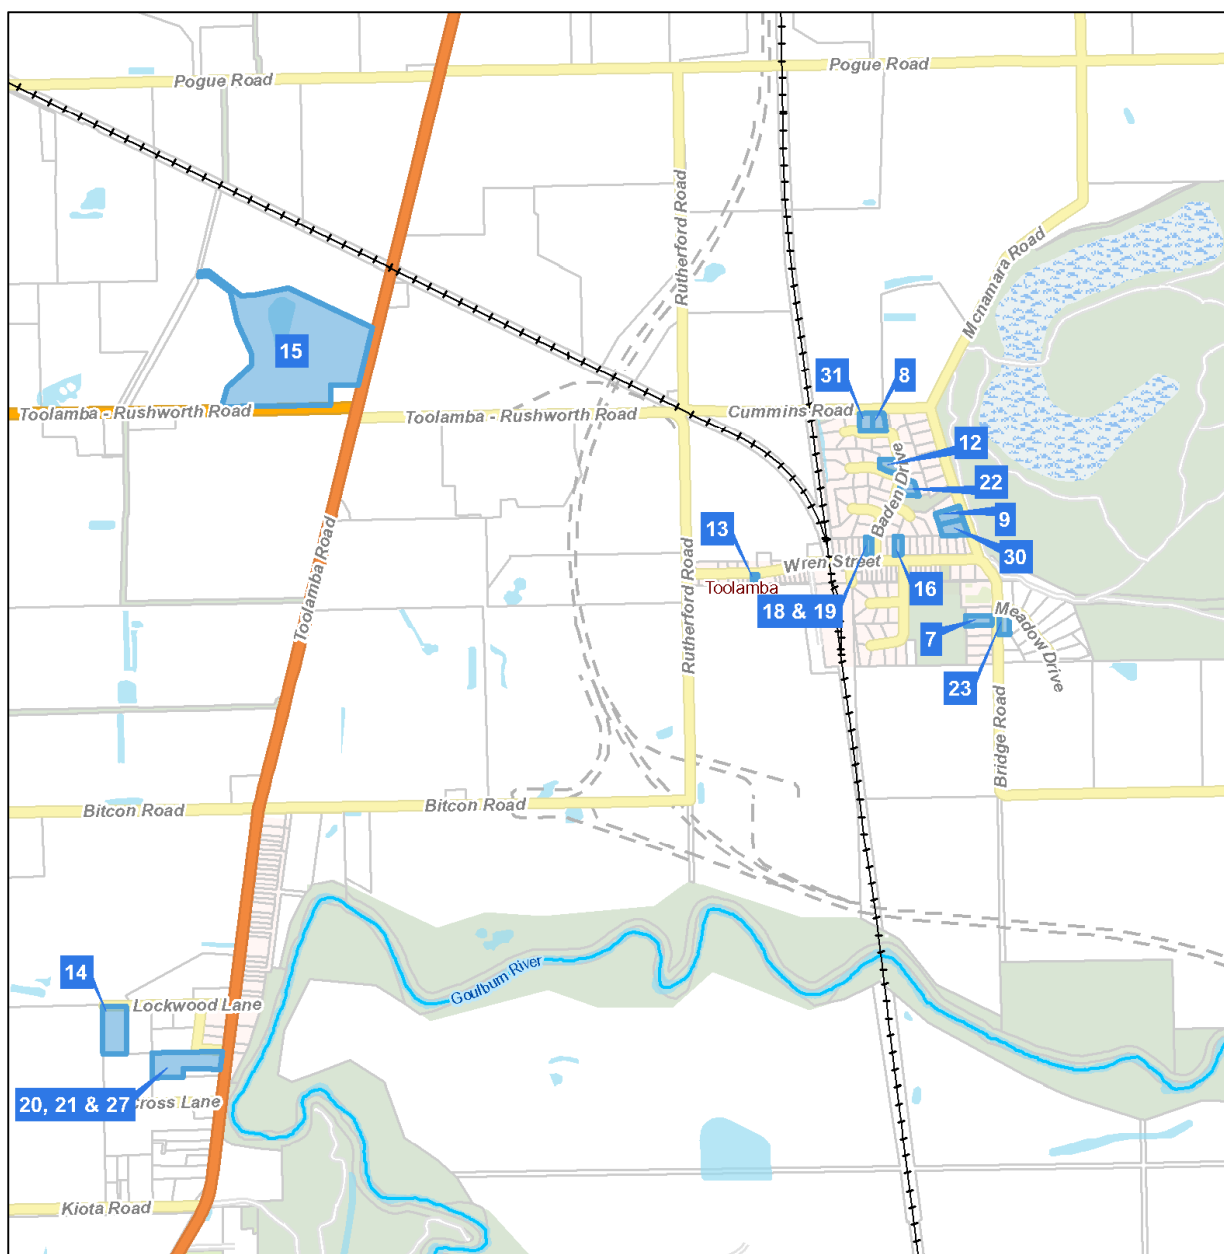 Pogue Road
Pogue Road
Rutherford Road
Mcnamara Road
15
31
8
Toolamba - Rushworth Road
Toolamba - Rushworth Road
Cummins Road
12
Baden Drive
22
9
13
30
Toolamba Road
Rutherford Road
Wren Street
Toolamba
16
18 & 19
7
Meadow Drive
23
Bridge Road
Bitcon Road
Bitcon Road
14
Goulburn River
Lockwood Lane
20, 21 & 27
cross Lane
Kiota Road